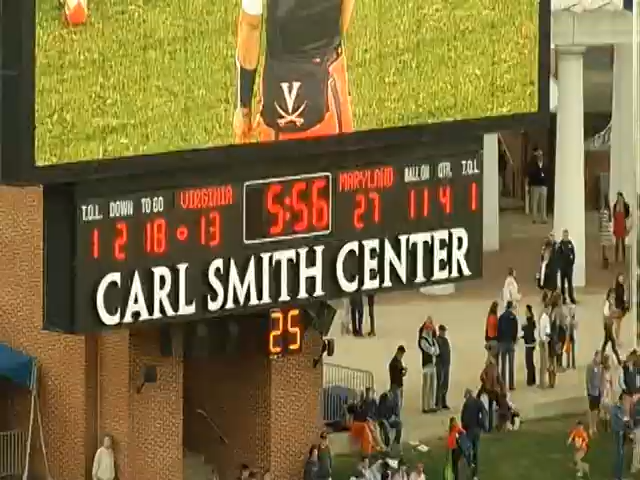 V
T.O.L DOWN TO GO VIRGINIA 5:56 MARYLAND BALL ON QTR. T.O.L
1 2 18 13 27 11 4 1
CARL SMITH CENTER
25